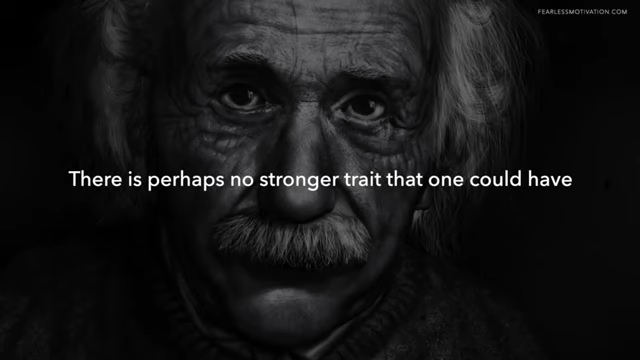 FEARLESSMOTIVATION.COM
There is perhaps no stronger trait that one could have